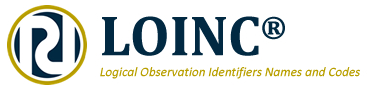 LOINC®
Logical Observation Identifiers Names and Codes